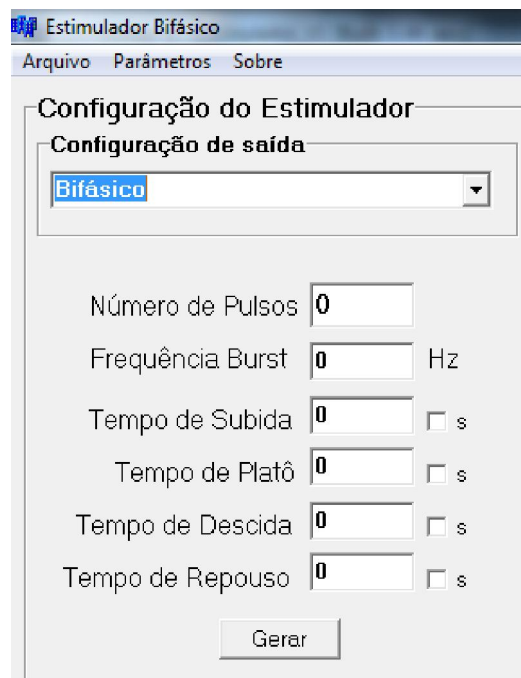 Estimulador Bifásico
Arquivo Parâmetros Sobre
Configuração do Estimulador
Configuração de saída
Bifásico
Número de Pulsos 0
Frequência Burst 0 Hz
Tempo de Subida 0 s
Tempo de Platô 0 s
Tempo de Descida 0 s
Tempo de Repouso 0 s
Gerar